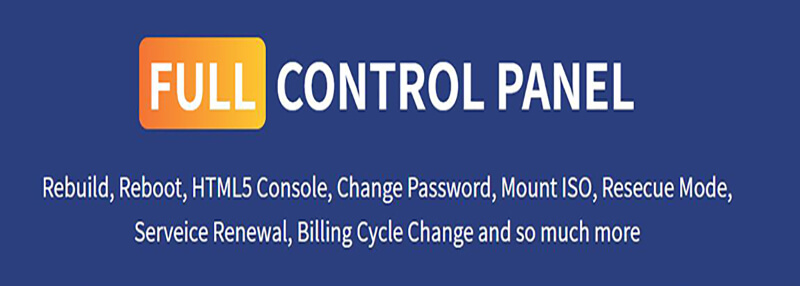 FULL CONTROL PANEL
Rebuild, Reboot, HTML5 Console, Change Password, Mount ISO, Resecue Mode,
Serveice Renewal, Billing Cycle Change and so much more